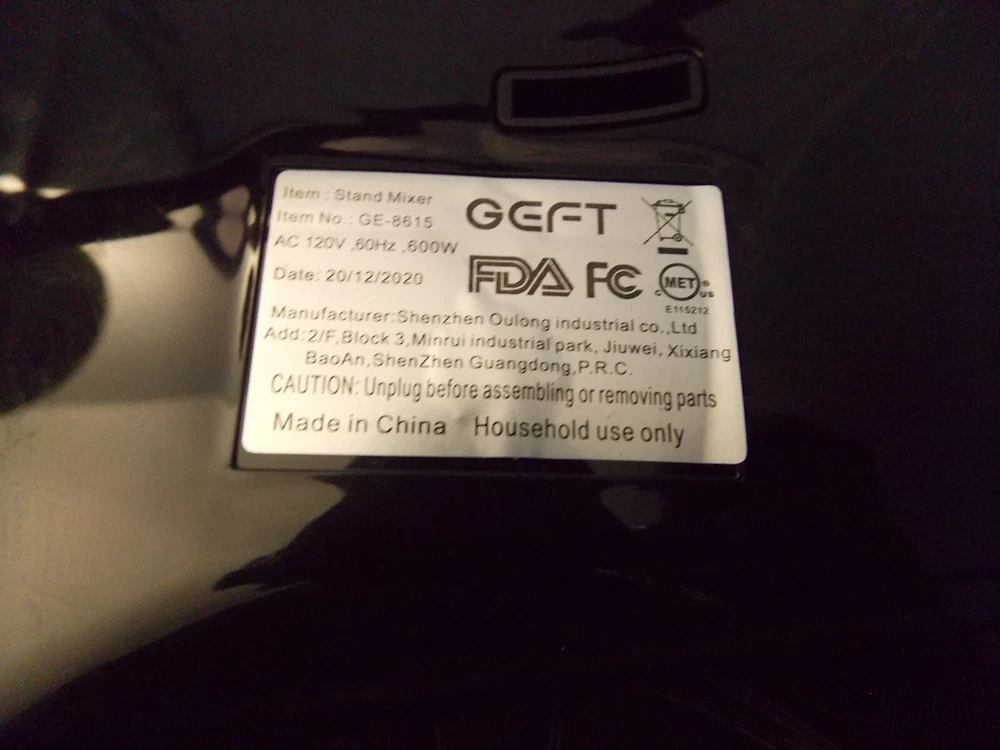 Item : Stand Mixer
Item No.: GE-8615
AC 120V ,60Hz ,600W
Date: 20/12/2020
GEFT
FDA FC MET
C US
E115212
Manufacturer:Shenzhen Oulong industrial co.,Ltd
Add:2/F,Block 3,Minrui industrial park, Jiuwei, Xixiang
BaoAn,ShenZhen Guangdong,P.R.C.
CAUTION: Unplug before assembling or removing parts
Made in China Household use only